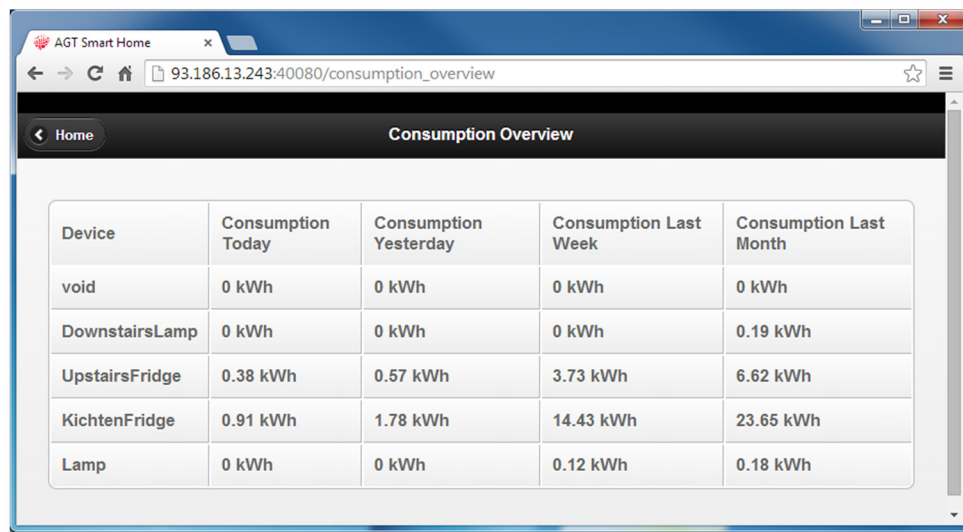 AGT Smart Home
93.186.13.243:40080/consumption_overview
Home
Consumption Overview
Device Consumption Today Consumption Yesterday Consumption Last Week Consumption Last Month
void 0 kWh 0 kWh 0 kWh 0 kWh
DownstairsLamp 0 kWh 0 kWh 0 kWh 0.19 kWh
UpstairsFridge 0.38 kWh 0.57 kWh 3.73 kWh 6.62 kWh
KichtenFridge 0.91 kWh 1.78 kWh 14.43 kWh 23.65 kWh
Lamp 0 kWh 0 kWh 0.12 kWh 0.18 kWh